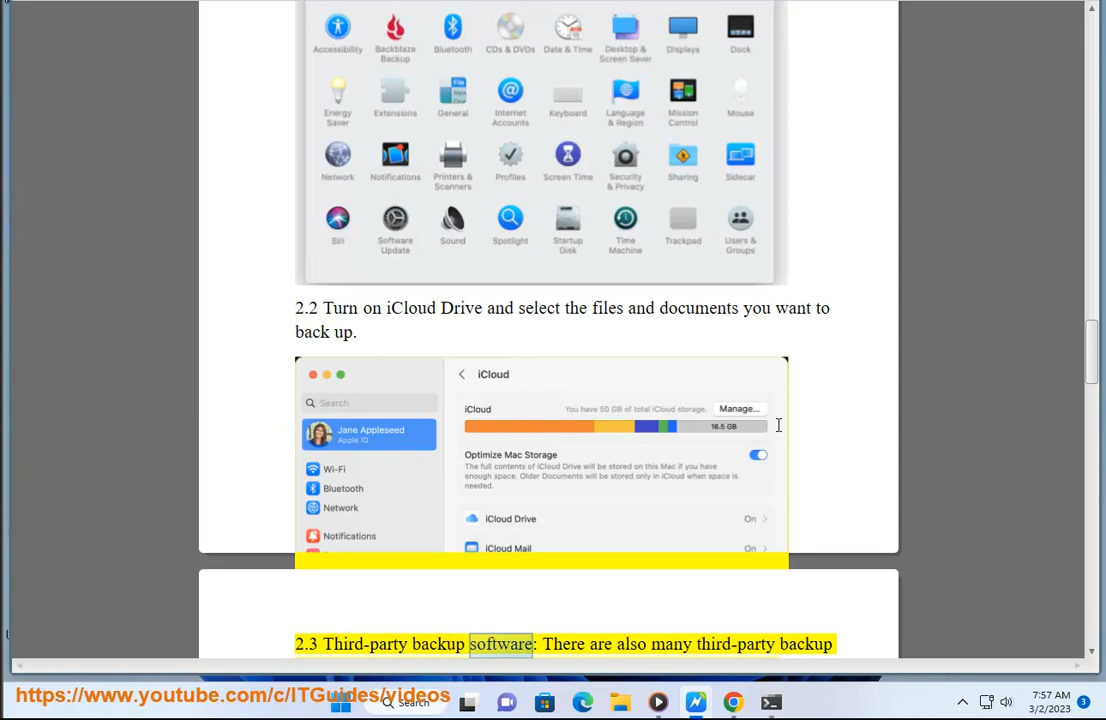 Accessibility Backblaze Backup Bluetooth CDs & DVDs Date & Time Desktop & Screen Saver Displays Dock
Energy Saver Extensions General Internet Accounts Keyboard Language & Region Mission Control Mouse
Network Notifications Printers & Scanners Profiles Screen Time Security & Privacy Sharing Sidecar
Siri Software Update Sound Spotlight Startup Disk Time Machine Trackpad Users & Groups
2.2 Turn on iCloud Drive and select the files and documents you want to
back up.
iCloud
Search
iCloud You have 50 GB of total iCloud storage. Manage...
16.5 GB
Jane Appleseed
Apple ID
Optimize Mac Storage
The full contents of iCloud Drive will be stored on this Mac if you have
enough space. Older Documents will be stored only in iCloud when space is
needed.
Wi-Fi
Bluetooth
Network
Notifications
iCloud Drive On
iCloud Mail On
2.3 Third-party backup software: There are also many third-party backup
https://www.youtube.com/c/ITGuides/videos
Search
7:57 AM
3/2/2023
3